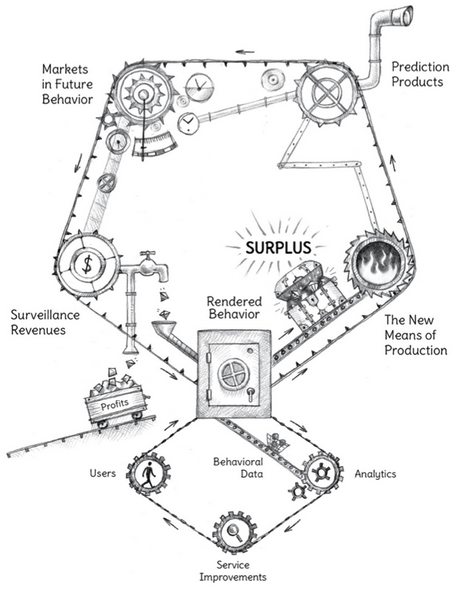 Markets
in Future
Behavior
Prediction
Products
SURPLUS
$
Surveillance
Revenues
Rendered
Behavior
The New
Means of
Production
Profits
Users
Behavioral
Data
Analytics
Service
Improvements